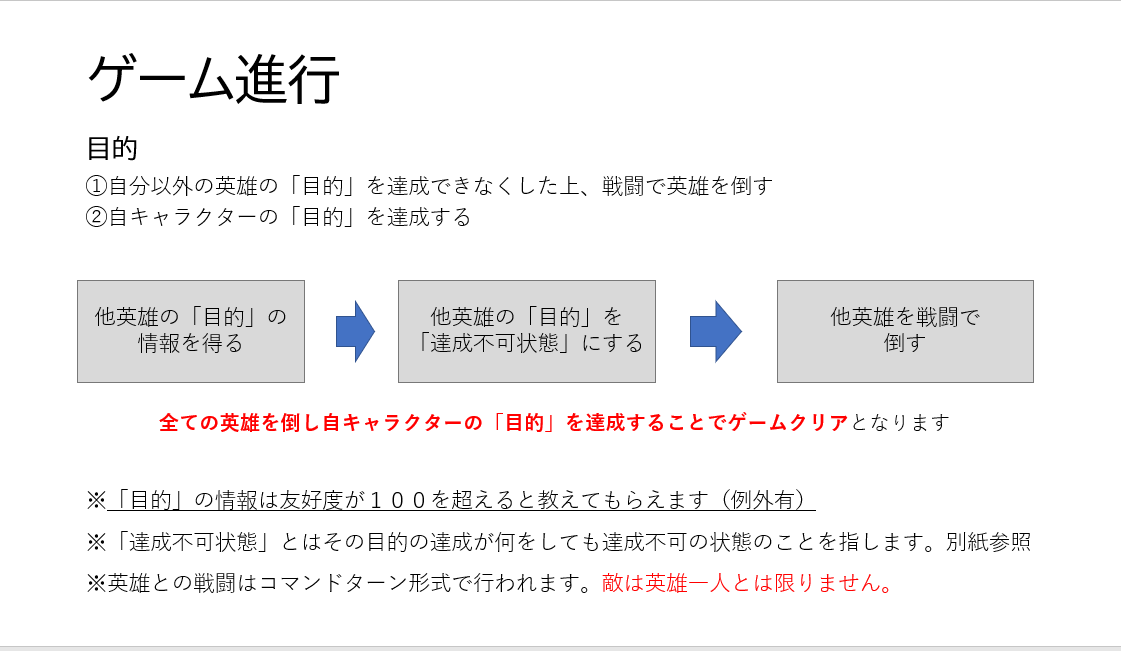 ゲーム進行
目的
①自分以外の英雄の「目的」を達成できなくした上、戦闘で英雄を倒す
②自キャラクターの「目的」を達成する
他英雄の「目的」の
情報を得る
他英雄の「目的」を
「達成不可状態」にする
他英雄を戦闘で
倒す
全ての英雄を倒し自キャラクターの「目的」を達成することでゲームクリアとなります
※「目的」の情報は友好度が１００を超えると教えてもらえます（例外有）
※「達成不可状態」とはその目的の達成が何をしても達成不可の状態のことを指します。別紙参照
※英雄との戦闘はコマンドターン形式で行われます。敵は英雄一人とは限りません。